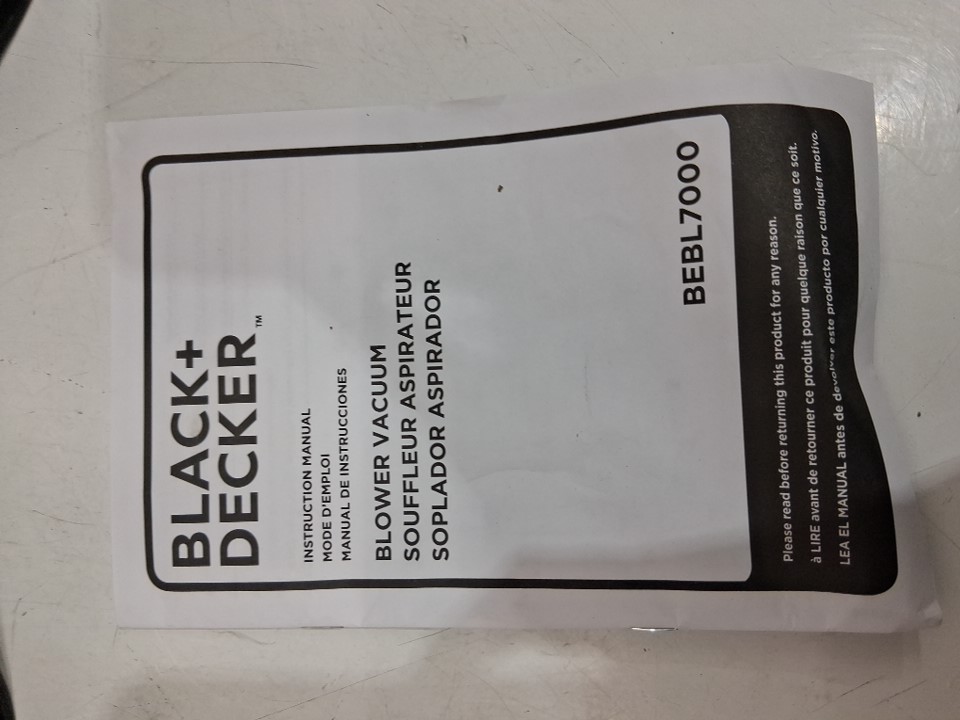 BLACK+
DECKER™
INSTRUCTION MANUAL
MODE D'EMPLOI
MANUAL DE INSTRUCCIONES
BLOWER VACUUM
SOUFFLEUR ASPIRATEUR
SOPLADOR ASPIRADOR
BEBL7000
Please read before returning this product for any reason.
à LIRE avant de retourner ce produit pour quelque raison que ce soit.
LEA EL MANUAL antes de devolver este producto por cualquier motivo.